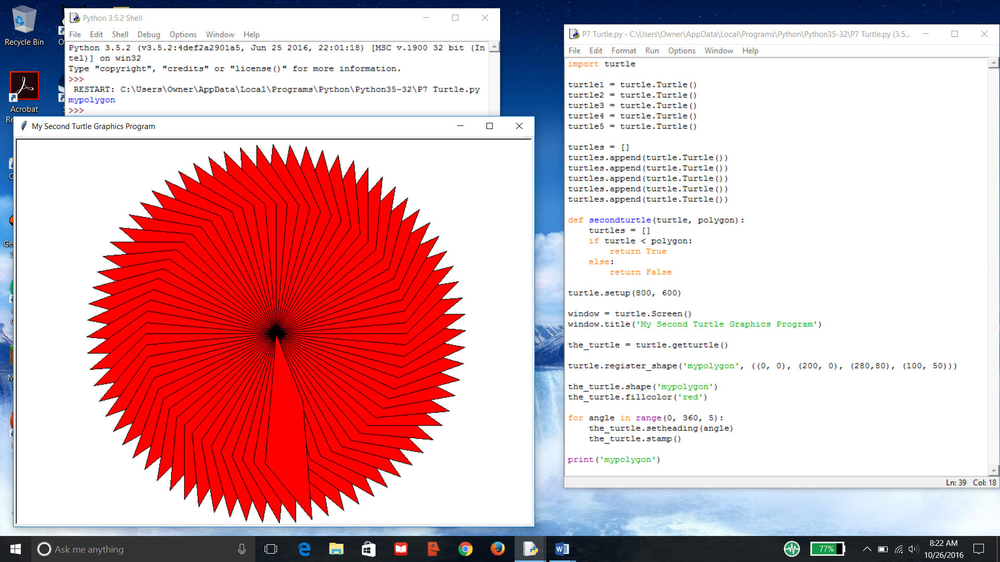 Recycle Bin
Acrobat
Python 3.5.2 Shell
File Edit Shell Debug Options Window Help
Python 3.5.2 (v3.5.2:4def2a2901a5, Jun 25 2016, 22:01:18) [MSC v.1900 32 bit (In
tel)] on win32
Type "copyright", "credits" or "license()" for more information.
>>>
RESTART: C:\Users\Owner\AppData\Local\Programs\Python\Python35-32\P7 Turtle.py
mypolygon
>>>
My Second Turtle Graphics Program
P7 Turtle.py - C:\Users\Owner\AppData\Local\Programs\Python\Python35-32\P7 Turtle.py (3.5...
File Edit Format Run Options Window Help
import turtle
turtle1 = turtle.Turtle()
turtle2 = turtle.Turtle()
turtle3 = turtle.Turtle()
turtle4 = turtle.Turtle()
turtle5 = turtle.Turtle()
turtles = []
turtles.append(turtle.Turtle())
turtles.append(turtle.Turtle())
turtles.append(turtle.Turtle())
turtles.append(turtle.Turtle())
turtles.append(turtle.Turtle())
def secondturtle(turtle, polygon):
    turtles = []
    if turtle < polygon:
        return True
    else:
        return False
turtle.setup(800, 600)
window = turtle.Screen()
window.title('My Second Turtle Graphics Program')
the_turtle = turtle.getturtle()
turtle.register_shape('mypolygon', ((0, 0), (200, 0), (280,80), (100, 50)))
the_turtle.shape('mypolygon')
the_turtle.fillcolor('red')
for angle in range(0, 360, 5):
    the_turtle.setheading(angle)
    the_turtle.stamp()
print('mypolygon')
Ln: 39 Col: 18
Ask me anything
77%
8:22 AM
10/26/2016